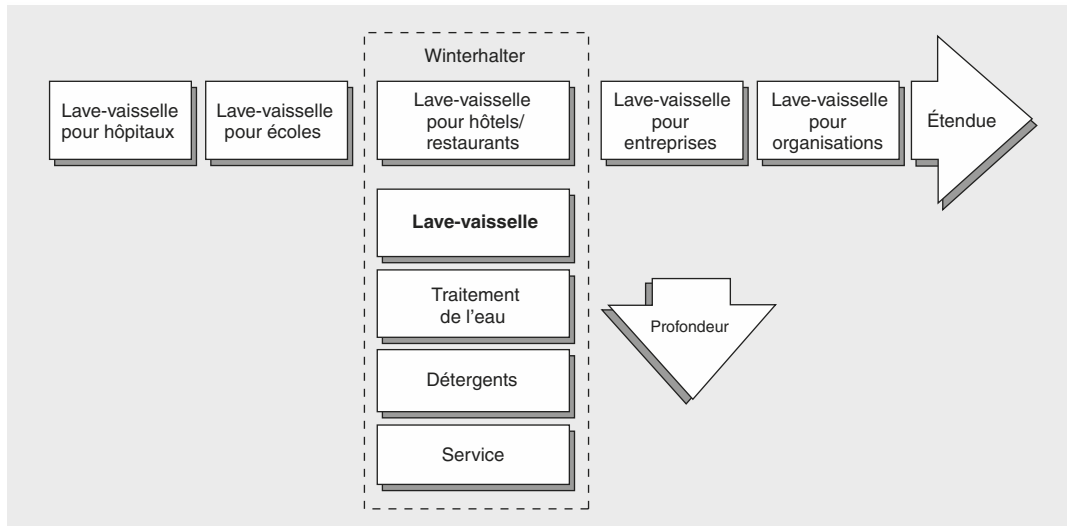 Winterhalter
Lave-vaisselle
pour hôpitaux
Lave-vaisselle
pour écoles
Lave-vaisselle
pour hôtels/
restaurants
Lave-vaisselle
pour
entreprises
Lave-vaisselle
pour
organisations
Étendue
Lave-vaisselle
Traitement
de l’eau
Profondeur
Détergents
Service